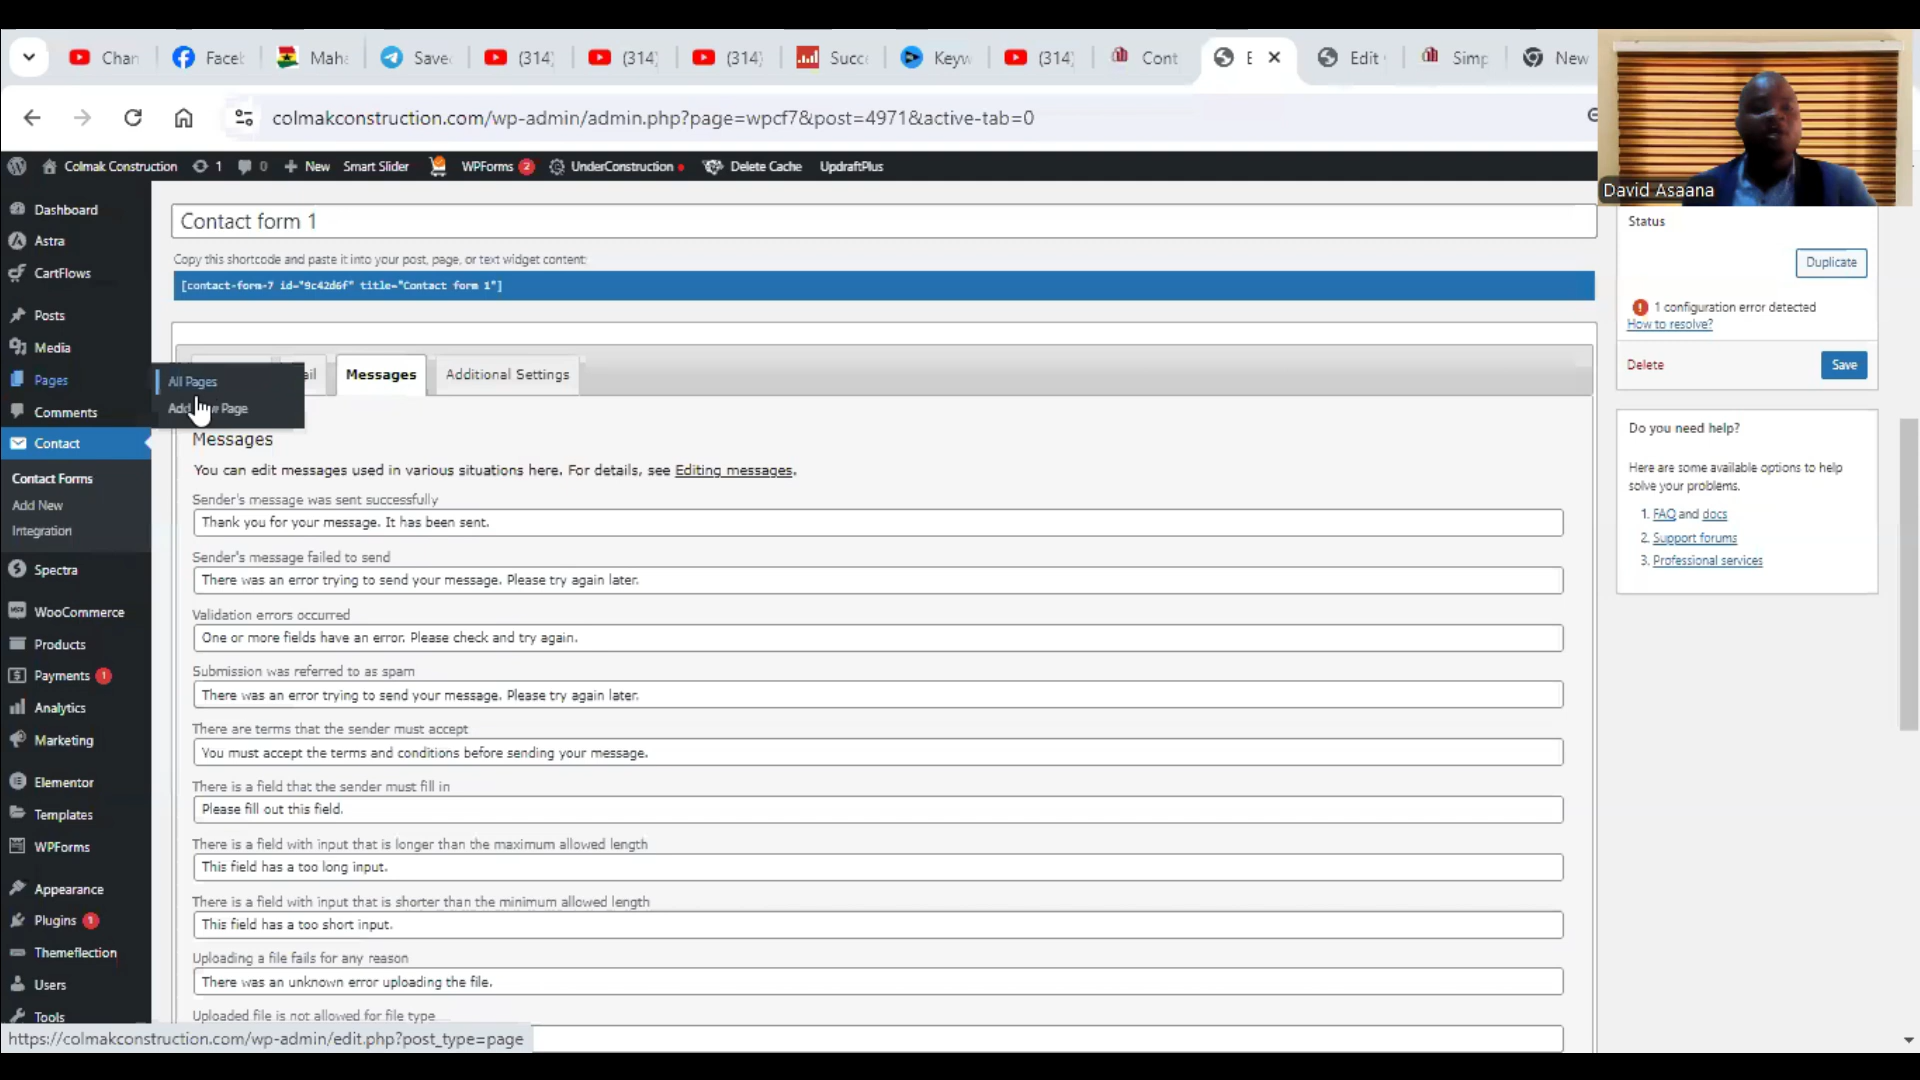 Chan
Facel
Mah
Save
(314)
(314)
(314)
Succ
Keyw
(314)
Cont
E
Edit
Simp
New
colmakconstruction.com/wp-admin/admin.php?page=wpcf7&post=4971&active-tab=0
Colmak Construction 1 0 New Smart Slider WPForms 2 UnderConstruction Delete Cache UpdraftPlus
David Asaana
Dashboard
Astra
CartFlows
Posts
Media
Pages
All Pages
Add Page
Comments
Contact
Contact Forms
Add New
Integration
Spectra
WooCommerce
Products
Payments 1
Analytics
Marketing
Elementor
Templates
WPForms
Appearance
Plugins 1
Themeflection
Users
Tools
Contact form 1
Copy this shortcode and paste it into your post, page, or text widget content:
[contact-form-7 id="9c42d6f" title="Contact form 1"]
Messages
Additional Settings
Messages
You can edit messages used in various situations here. For details, see Editing messages.
Sender's message was sent successfully
Thank you for your message. It has been sent.
Sender's message failed to send
There was an error trying to send your message. Please try again later.
Validation errors occurred
One or more fields have an error. Please check and try again.
Submission was referred to as spam
There was an error trying to send your message. Please try again later.
There are terms that the sender must accept
You must accept the terms and conditions before sending your message.
There is a field that the sender must fill in
Please fill out this field.
There is a field with input that is longer than the maximum allowed length
This field has a too long input.
There is a field with input that is shorter than the minimum allowed length
This field has a too short input.
Uploading a file fails for any reason
There was an unknown error uploading the file.
Uploaded file is not allowed for file type
Status
Duplicate
1 configuration error detected
How to resolve?
Delete
Save
Do you need help?
Here are some available options to help
solve your problems.
1. FAQ and docs
2. Support forums
3. Professional services
https://colmakconstruction.com/wp-admin/edit.php?post_type=page